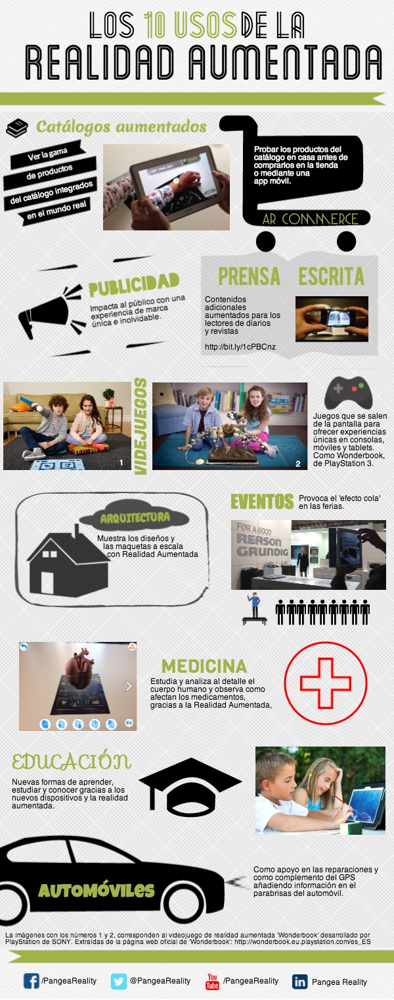 LOS 10 USOS DE LA
REALIDAD AUMENTADA
Catálogos aumentados
Ver la gama
de productos
del catálogo integrados
en el mundo real
LADY CHELSEA
Probar los productos del
catálogo en casa antes de
comprarlos en la tienda
o mediante una
app móvil.
AR COMMERCE
PUBLICIDAD
Impacta al público con una
experiencia de marca
única e inolvidable.
PRENSA ESCRITA
Contenidos
adicionales
aumentados para los
lectores de diarios
y revistas
http://bit.ly/1cPBCnz
VIDEJUEGOS
1
2
Juegos que se salen
de la pantalla para
ofrecer experiencias
únicas en consolas,
móviles y tablets.
Como Wonderbook,
de PlayStation 3.
ARQUITECTURA
Muestra los diseños y
las maquetas a escala
con Realidad Aumentada
EVENTOS
Provoca el 'efecto cola'
en las ferias.
FOR A GOOD
REASON
GRUNDIG
AR
MEDICINA
Estudia y analiza al detalle el
cuerpo humano y observa como
afectan los medicamentos,
gracias a la Realidad Aumentada,
EDUCACIÓN
Nuevas formas de aprender,
estudiar y conocer gracias a los
nuevos dispositivos y la realidad
aumentada.
AUTOMÓVILES
Como apoyo en las reparaciones y
como complemento del GPS
añadiendo información en el
parabrisas del automóvil.
La imágenes con los números 1 y 2, corresponden al videojuego de realidad aumentada 'Wonderbook' desarrollado por
PlayStation de SONY. Extraídas de la página web oficial de 'Wonderbook': http://wonderbook.eu.playstation.com/es_ES
/PangeaReality
@PangeaReality
You Tube /PangeaReality
in Pangea Reality